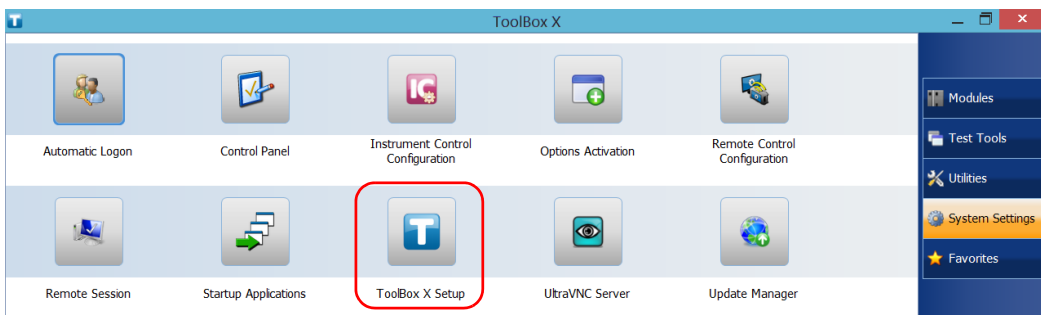 T
ToolBox X
IC
Modules
Automatic Logon
Control Panel
Instrument Control
Configuration
Options Activation
Remote Control
Configuration
Test Tools
Utilities
System Settings
T
Favorites
Remote Session
Startup Applications
ToolBox X Setup
UltraVNC Server
Update Manager